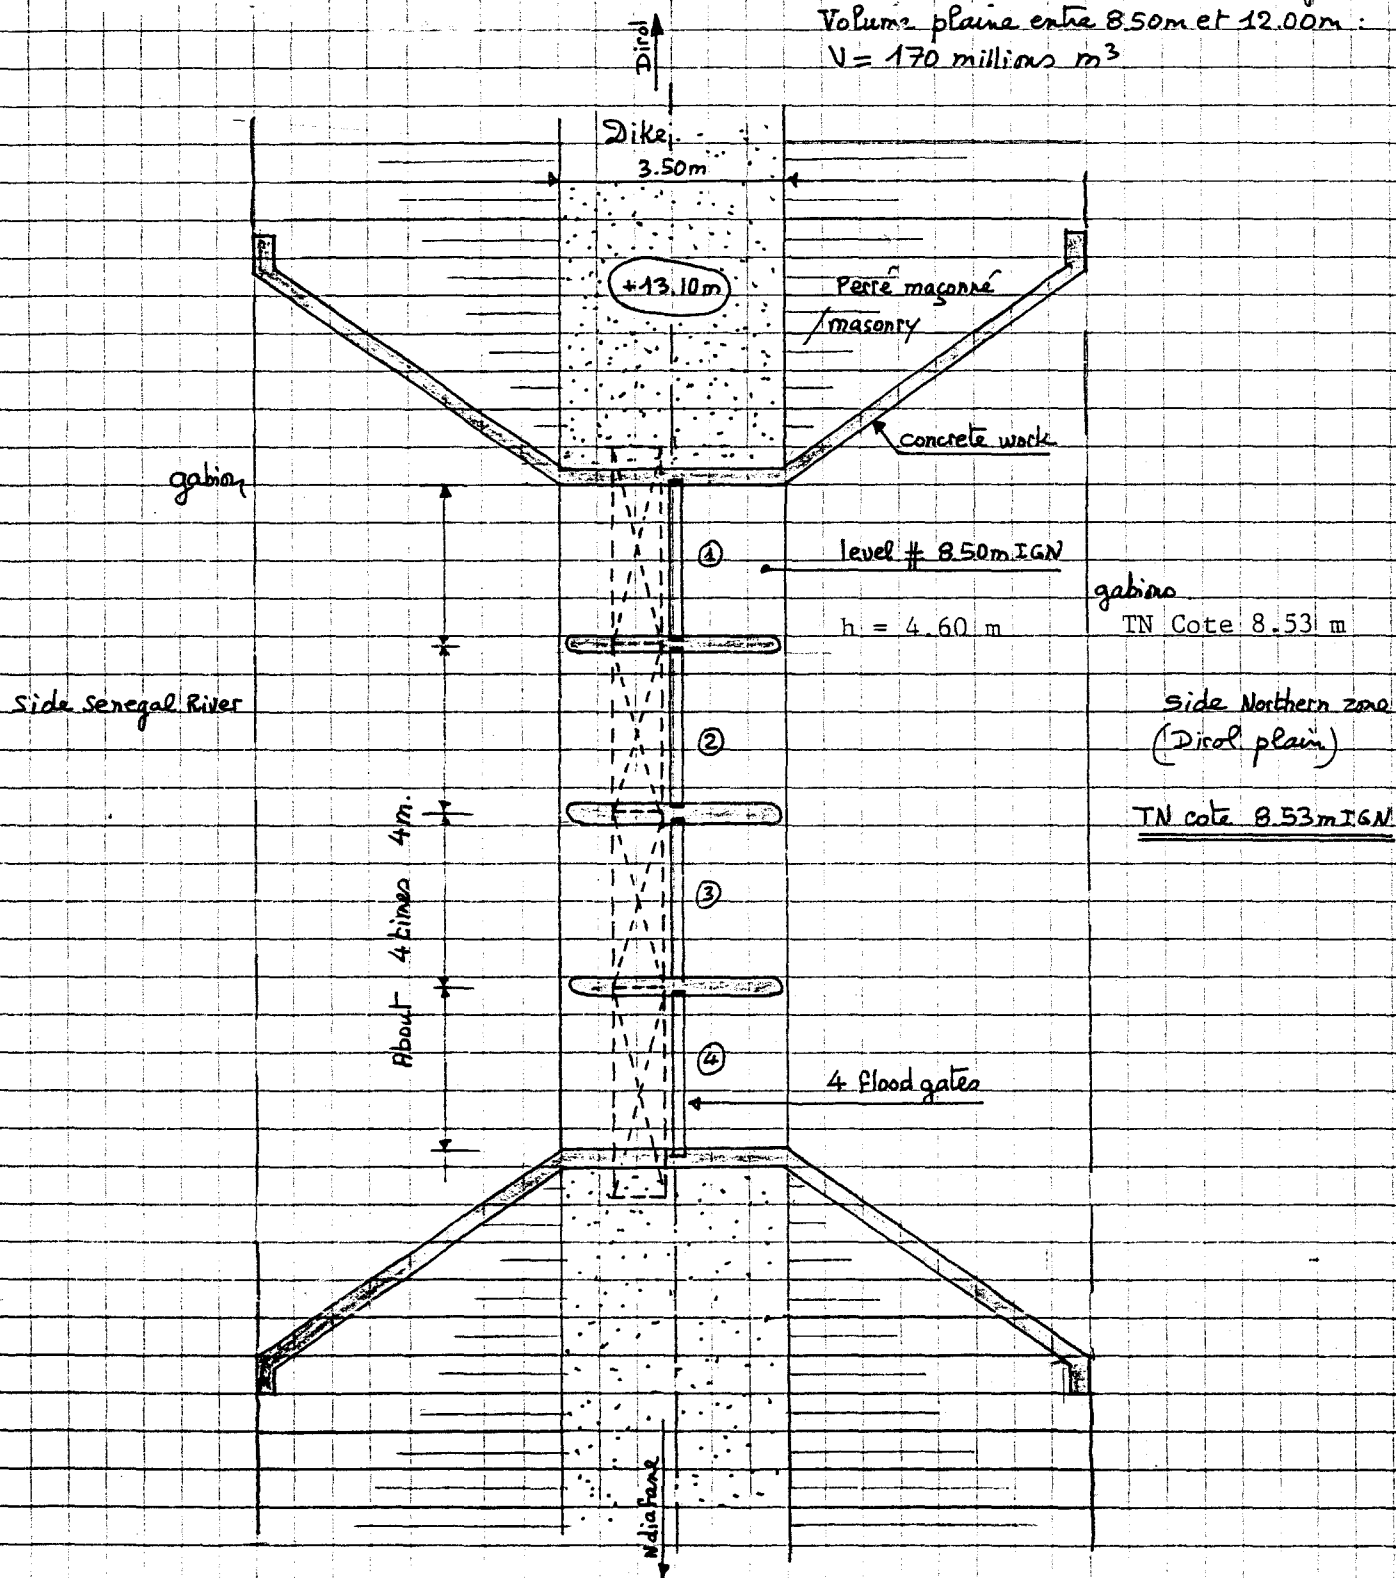 Volume plaine entre 8.50m et 12.00m :
V = 170 millions m³
Dirol
Dike
3.50m
+13.10m
Perré maçonné
/masonry
concrete work
gabion
①
level # 8.50m IGN
gabions
h = 4.60 m
TN Cote 8.53 m
Side Senegal River
Side Northern zone
②
(Dirol plain)
TN cote 8.53m IGN
About 4 times 4m.
③
④
4 flood gates
Ndiafane